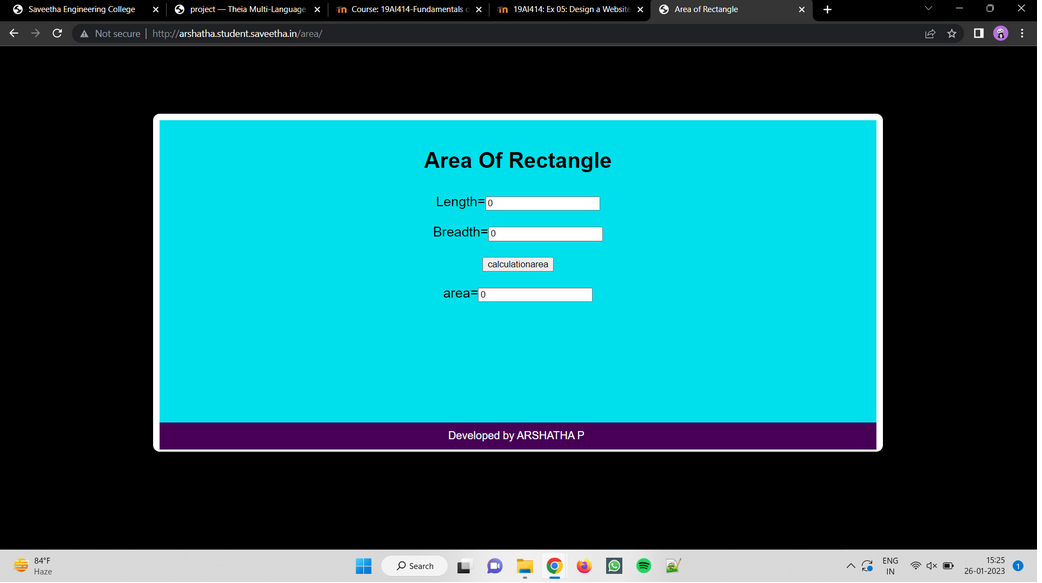 Saveetha Engineering College
project — Theia Multi-Language
Course: 19AI414-Fundamentals o
19AI414: Ex 05: Design a Website
Area of Rectangle
Not secure | http://arshatha.student.saveetha.in/area/
Area Of Rectangle
Length=0
Breadth=0
calculationarea
area=0
Developed by ARSHATHA P
84°F
Haze
Search
ENG
IN
15:25
26-01-2023
1